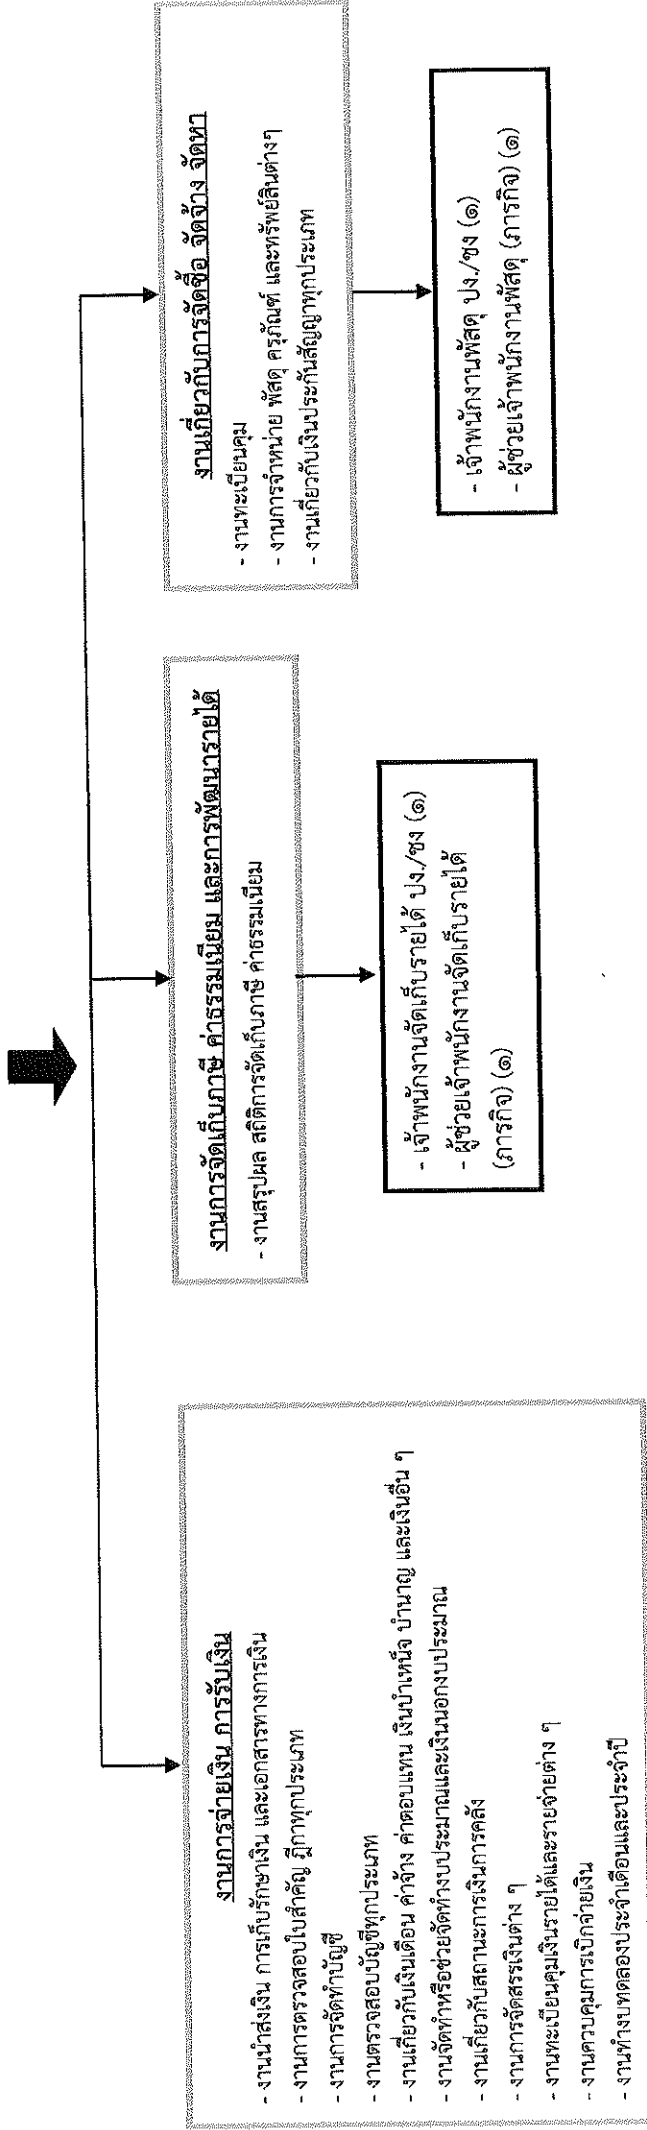 งานการจ่ายเงิน การรับเงิน
- งานนำส่งเงิน การเก็บรักษาเงิน และเอกสารทางการเงิน
- งานการตรวจสอบใบสำคัญ ฎีกาทุกประเภท
- งานการจัดทำบัญชี
- งานตรวจสอบบัญชีทุกประเภท
- งานเกี่ยวกับเงินเดือน ค่าจ้าง ค่าตอบแทน เงินบำเหน็จ บำนาญ และเงินอื่น ๆ
- งานจัดทำหรือช่วยจัดทำงบประมาณและเงินนอกงบประมาณ
- งานเกี่ยวกับสถานะการเงินการคลัง
- งานการจัดสรรเงินต่าง ๆ
- งานทะเบียนคุมเงินรายได้และรายจ่ายต่าง ๆ
- งานควบคุมการเบิกจ่ายเงิน
- งานทำงบทดลองประจำเดือนและประจำปี
งานการจัดเก็บภาษี ค่าธรรมเนียม และการพัฒนารายได้
- งานสรุปผล สถิติการจัดเก็บภาษี ค่าธรรมเนียม
- เจ้าพนักงานจัดเก็บรายได้ ปง./ชง (๑)
- ผู้ช่วยเจ้าพนักงานจัดเก็บรายได้
(ภารกิจ) (๑)
งานเกี่ยวกับการจัดซื้อ จัดจ้าง จัดหา
- งานทะเบียนคุม
- งานการจำหน่าย พัสดุ ครุภัณฑ์ และทรัพย์สินต่างๆ
- งานเกี่ยวกับเงินประกันสัญญาทุกประเภท
- เจ้าพนักงานพัสดุ ปง./ชง (๑)
- ผู้ช่วยเจ้าพนักงานพัสดุ (ภารกิจ) (๑)